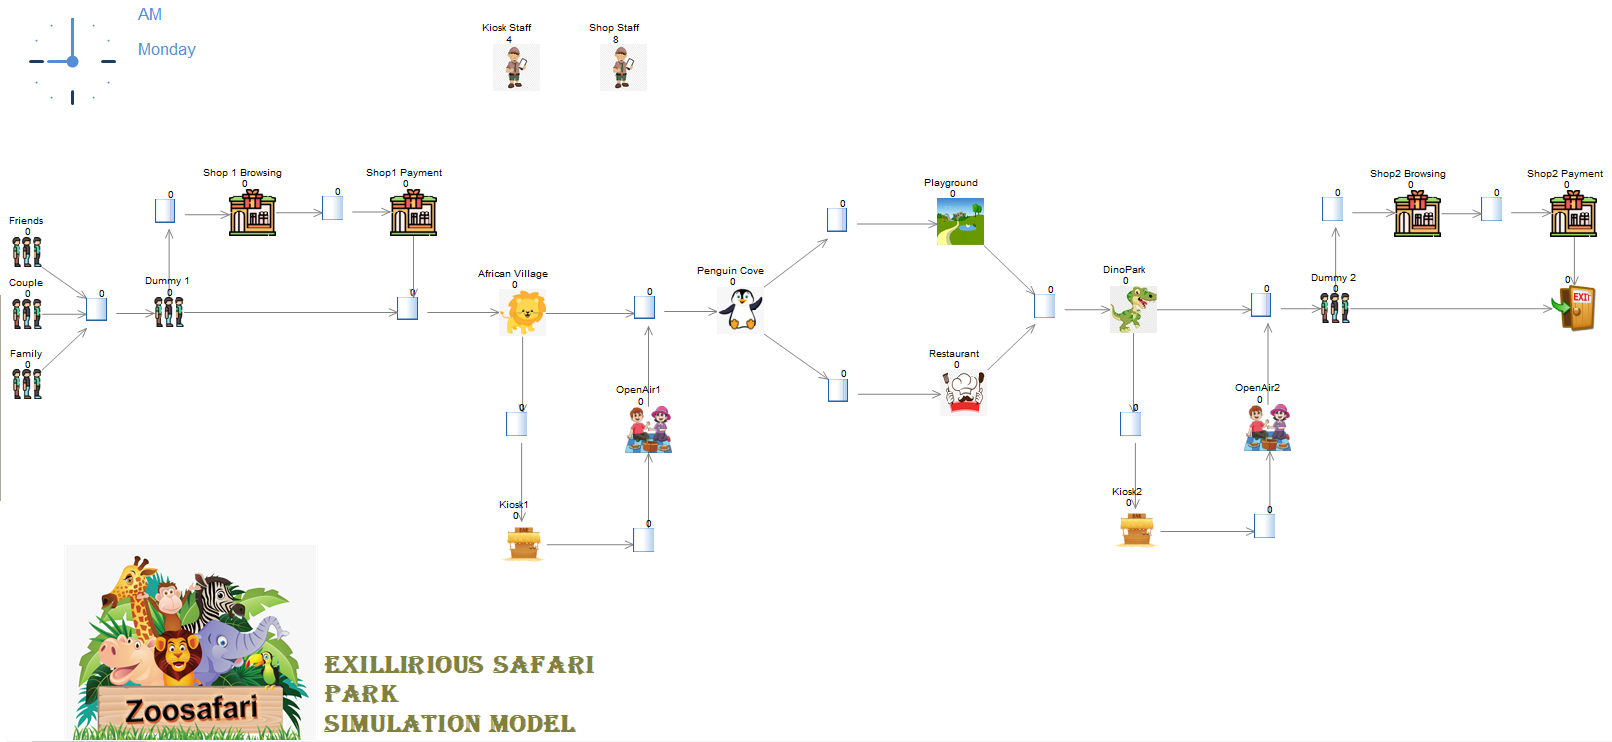 AM
Monday
Kiosk Staff
4
Shop Staff
8
Shop 1 Browsing
0
0
0
Shop1 Payment
0
Friends
0
Couple
0
Family
0
0
Dummy 1
0
0
African Village
0
0
Penguin Cove
0
0
Playground
0
0
Restaurant
0
0
DinoPark
0
0
Dummy 2
0
0
Shop2 Browsing
0
0
Shop2 Payment
0
0
EXIT
0
Kiosk1
0
BAR
0
OpenAir1
0
0
Kiosk2
0
BAR
0
OpenAir2
0
Zoosafari
EXILLIRIOUS SAFARI
PARK
SIMULATION MODEL